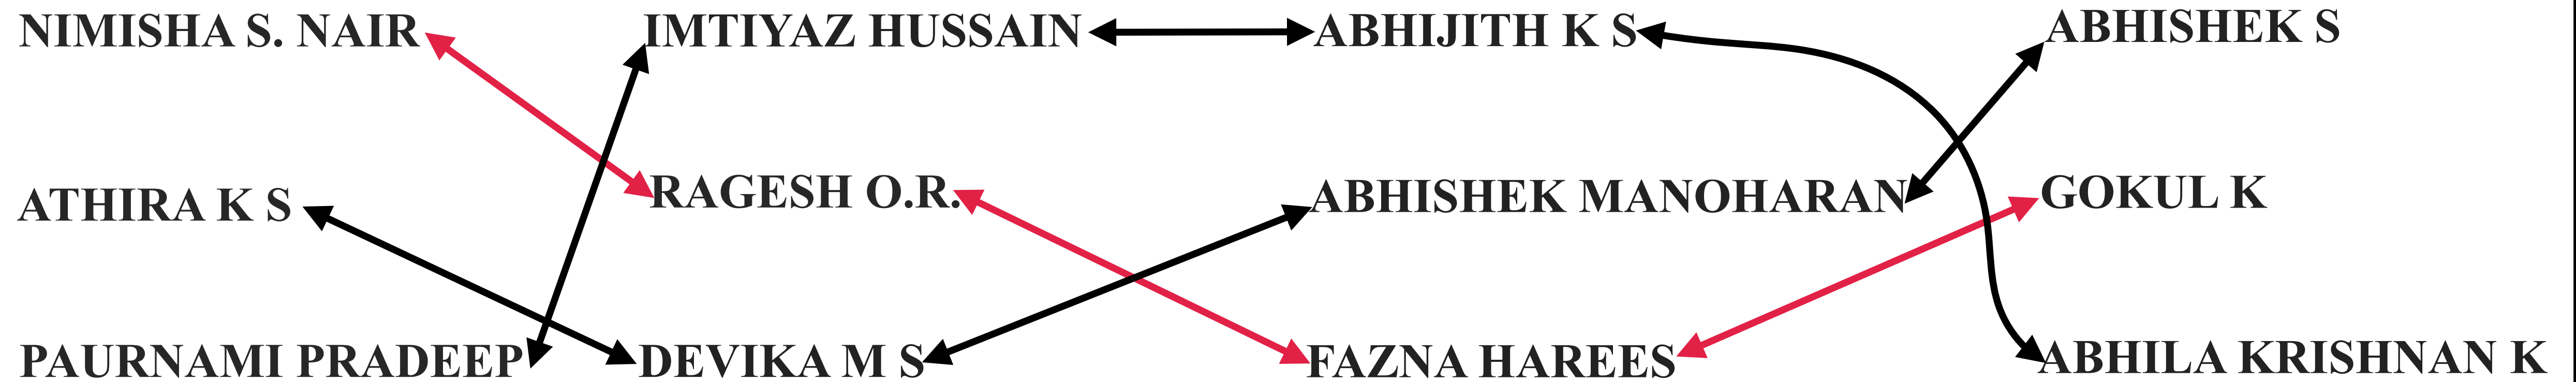 NIMISHA S. NAIR IMTIYAZ HUSSAIN ABHIJITH K S ABHISHEK S
ATHIRA K S RAGESH O.R. ABHISHEK MANOHARAN GOKUL K
PAURNAMI PRADEEP DEVIKA M S FAZNA HAREES ABHILA KRISHNAN K